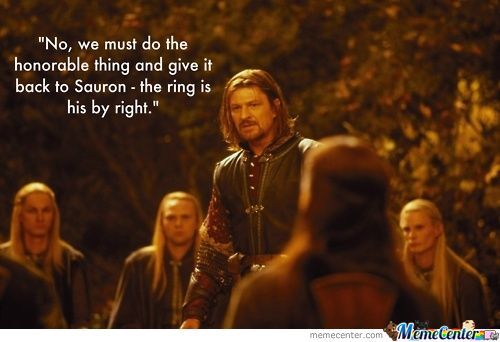 "No, we must do the
honorable thing and give it
back to Sauron - the ring is
his by right."
memecenter.com MemeCenter